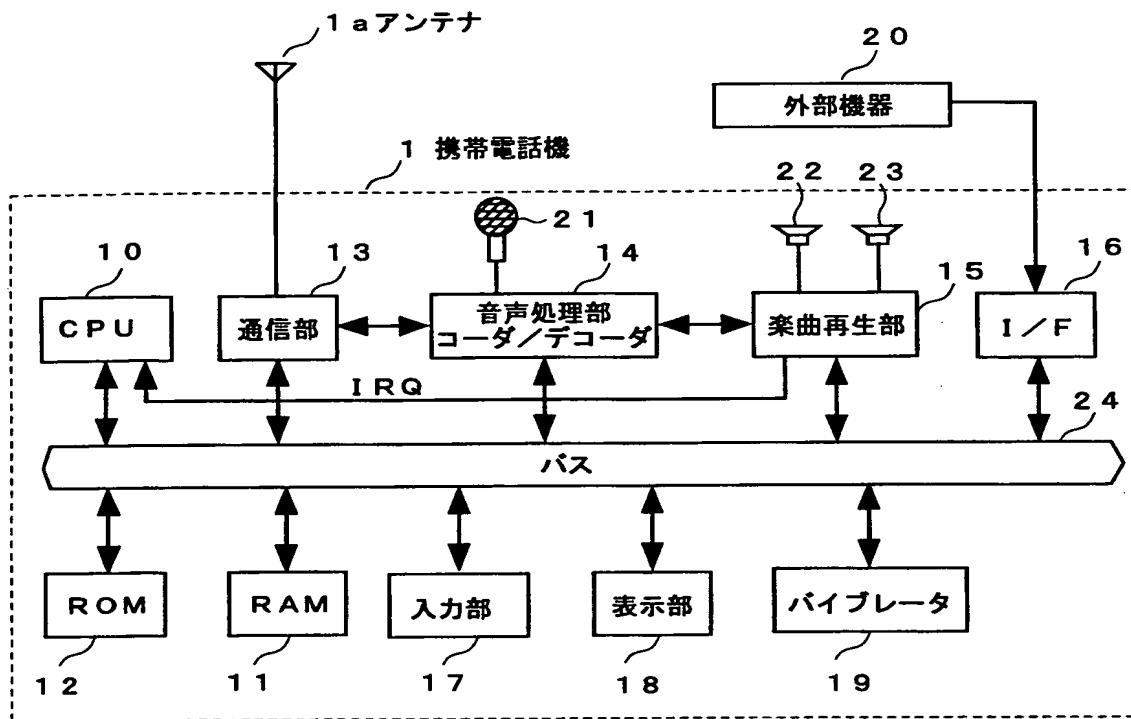 1aアンテナ
20
外部機器
1 携帯電話機
22
23
21
10
13
14
15
16
CPU
通信部
音声処理部
コーダ/デコーダ
楽曲再生部
I/F
IRQ
24
バス
ROM
RAM
入力部
表示部
バイブレータ
12
11
17
18
19